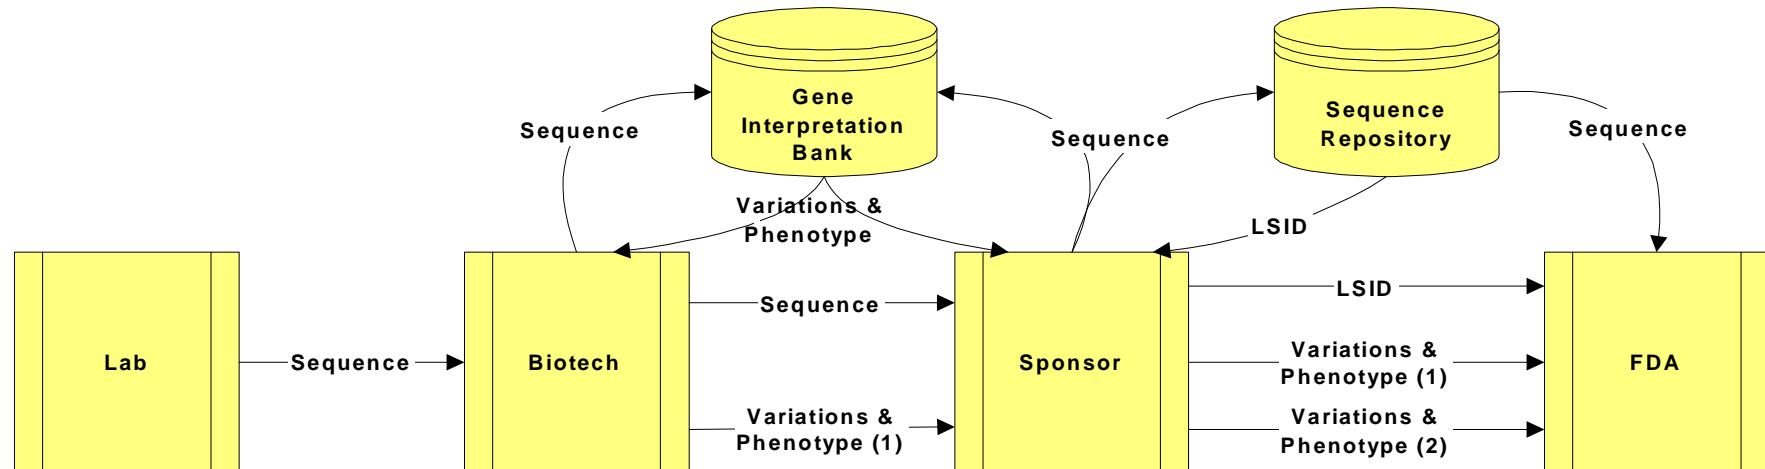 Gene
Interpretation
Bank
Sequence
Repository
Sequence
Sequence
Sequence
Variations &
Phenotype
LSID
Lab
Sequence
Biotech
Sequence
Variations &
Phenotype (1)
Sponsor
LSID
Variations &
Phenotype (1)
Variations &
Phenotype (2)
FDA